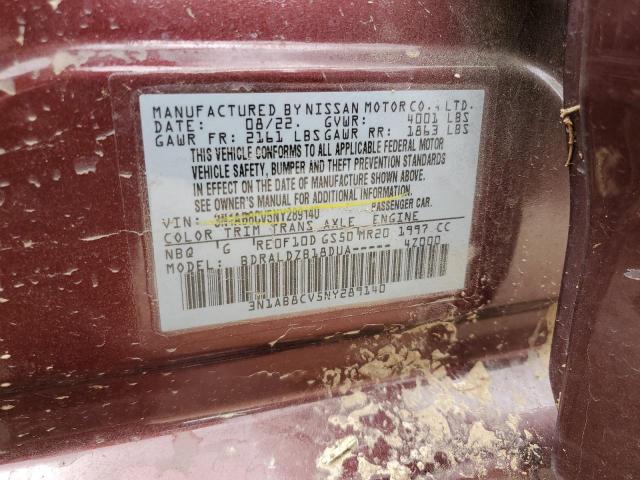 MANUFACTURED BY NISSAN MOTOR CO., LTD.
DATE: 08/22. GVWR: 4001 LBS
GAWR FR: 2161 LBS GAWR RR: 1863 LBS
THIS VEHICLE CONFORMS TO ALL APPLICABLE FEDERAL MOTOR
VEHICLE SAFETY, BUMPER AND THEFT PREVENTION STANDARDS
IN EFFECT ON THE DATE OF MANUFACTURE SHOWN ABOVE.
SEE OWNER'S MANUAL FOR ADDITIONAL INFORMATION.
VIN: 3N1AB8CV5NY289140 PASSENGER CAR.
COLOR TRIM TRANS AXLE ENGINE
NBQ 'G RE0F10D GS50 MR20 1997 CC
MODEL: BDRALDZB18DUA----- 4Z000
3N1AB8CV5NY289140